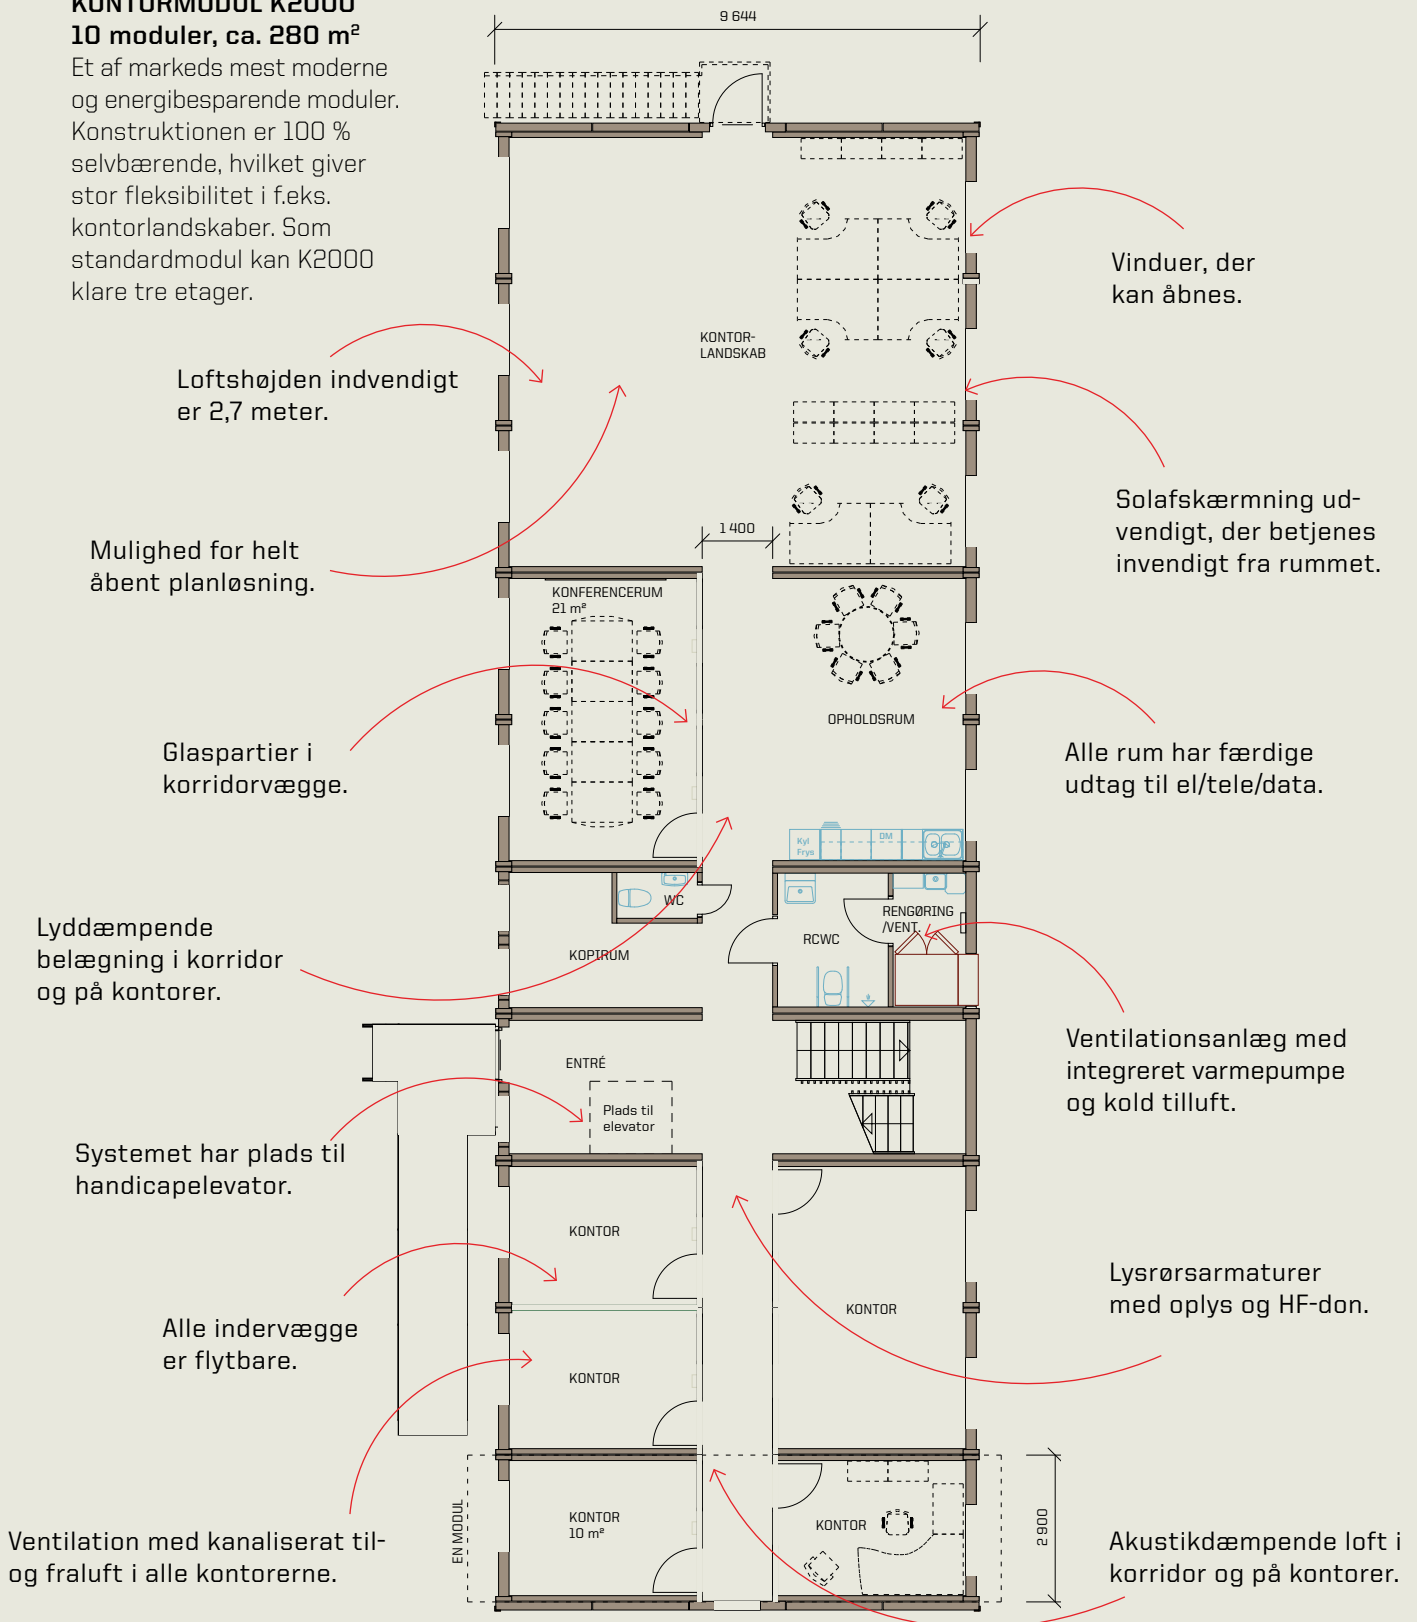 KONTORMODUL K2000
10 moduler, ca. 280 m²
Et af markeds mest moderne
og energibesparende moduler.
Konstruktionen er 100 %
selvbærende, hvilket giver
stor fleksibilitet i f.eks.
kontorlandskaber. Som
standardmodul kan K2000
klare tre etager.
9 644
Vinduer, der
kan åbnes.
KONTOR-
LANDSKAB
Loftshøjden indvendigt
er 2,7 meter.
Solafskærmning ud-
vendigt, der betjenes
invendigt fra rummet.
1 400
Mulighed for helt
åbent planløsning.
KONFERENCERUM
21 m²
OPHOLDSRUM
Glaspartier i
korridorvægge.
Alle rum har færdige
udtag til el/tele/data.
Kyl
Frys
DM
WC
RENGØRING
/VENT.
RCWC
KOPIRUM
Lyddæmpende
belægning i korridor
og på kontorer.
Ventilationsanlæg med
integreret varmepumpe
og kold tilluft.
ENTRÉ
Plads til
elevator
Systemet har plads til
handicapelevator.
KONTOR
Lysrørsarmaturer
med oplys og HF-don.
KONTOR
Alle indervægge
er flytbare.
KONTOR
EN MODUL
KONTOR
10 m²
KONTOR
2 900
Ventilation med kanaliserat til-
og fraluft i alle kontorerne.
Akustikdæmpende loft i
korridor og på kontorer.